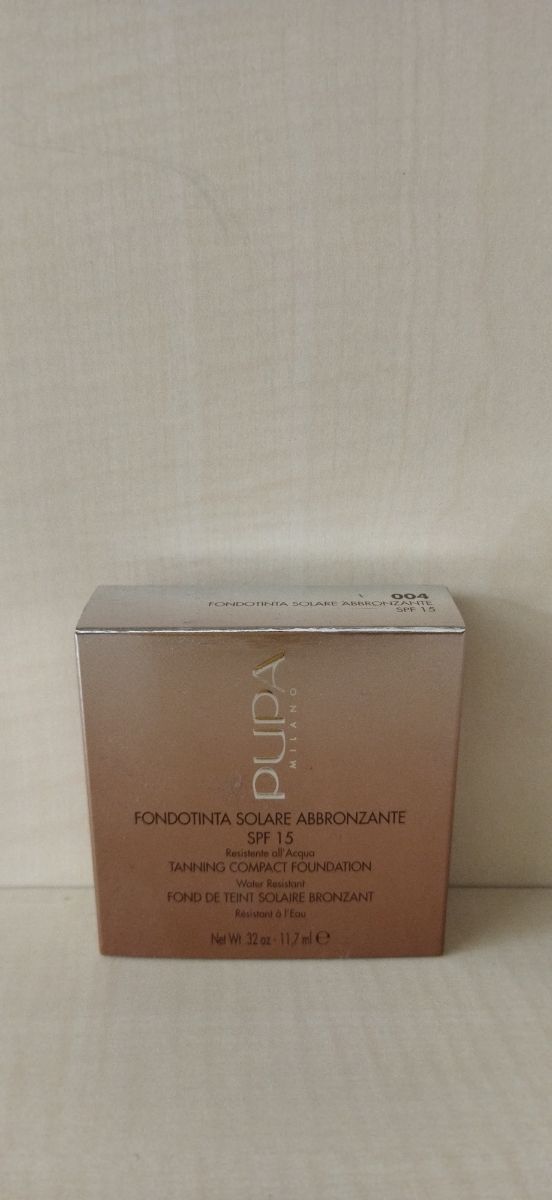 004
FONDOTINTA SOLARE ABBRONZANTE
SPF 15
PUPA
MILANO
FONDOTINTA SOLARE ABBRONZANTE
SPF 15
Resistente all'Acqua
TANNING COMPACT FOUNDATION
Water Resistant
FOND DE TEINT SOLAIRE BRONZANT
Résistant à l'Eau
Net Wt .32 oz - 11,7 ml ℮